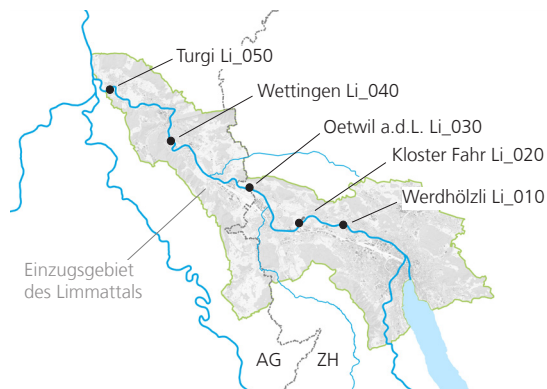 Turgi Li_050
Wettingen Li_040
Oetwil a.d.L. Li_030
Kloster Fahr Li_020
Werdhölzli Li_010
Einzugsgebiet
des Limmattals
AG
ZH